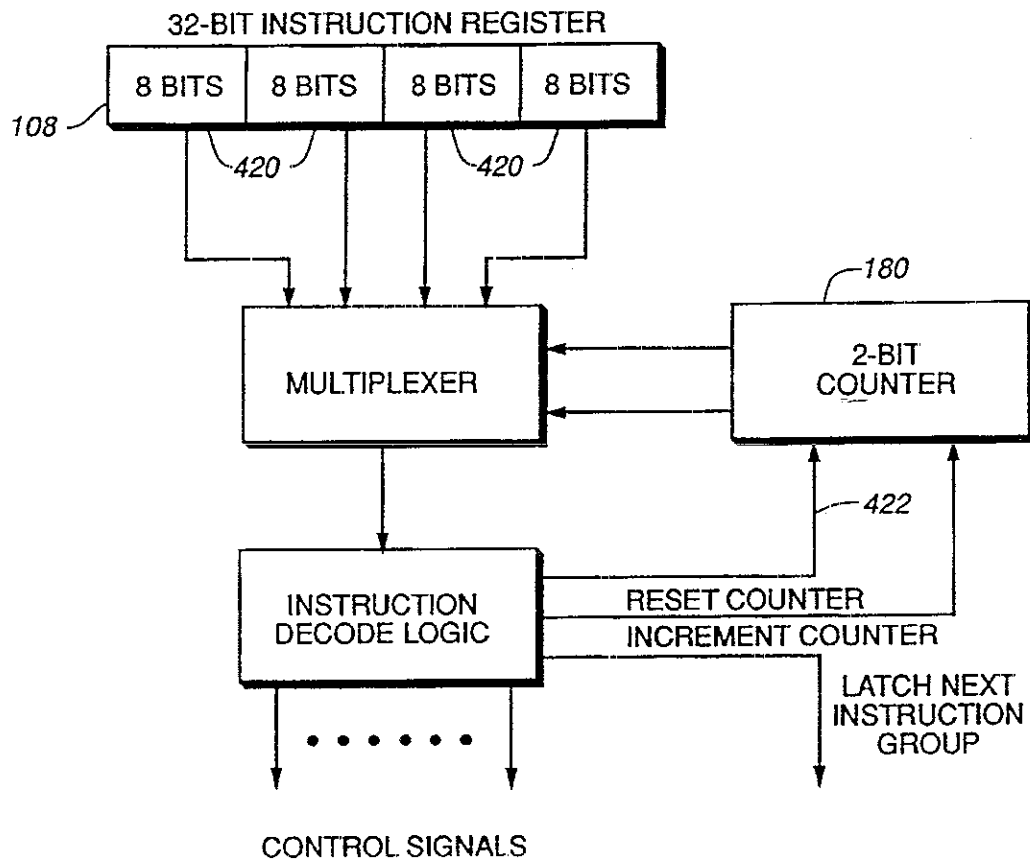 32-BIT INSTRUCTION REGISTER
8 BITS 8 BITS 8 BITS 8 BITS
108
420 420
180
MULTIPLEXER
2-BIT
COUNTER
422
INSTRUCTION
DECODE LOGIC
RESET COUNTER
INCREMENT COUNTER
LATCH NEXT
INSTRUCTION
GROUP
CONTROL SIGNALS